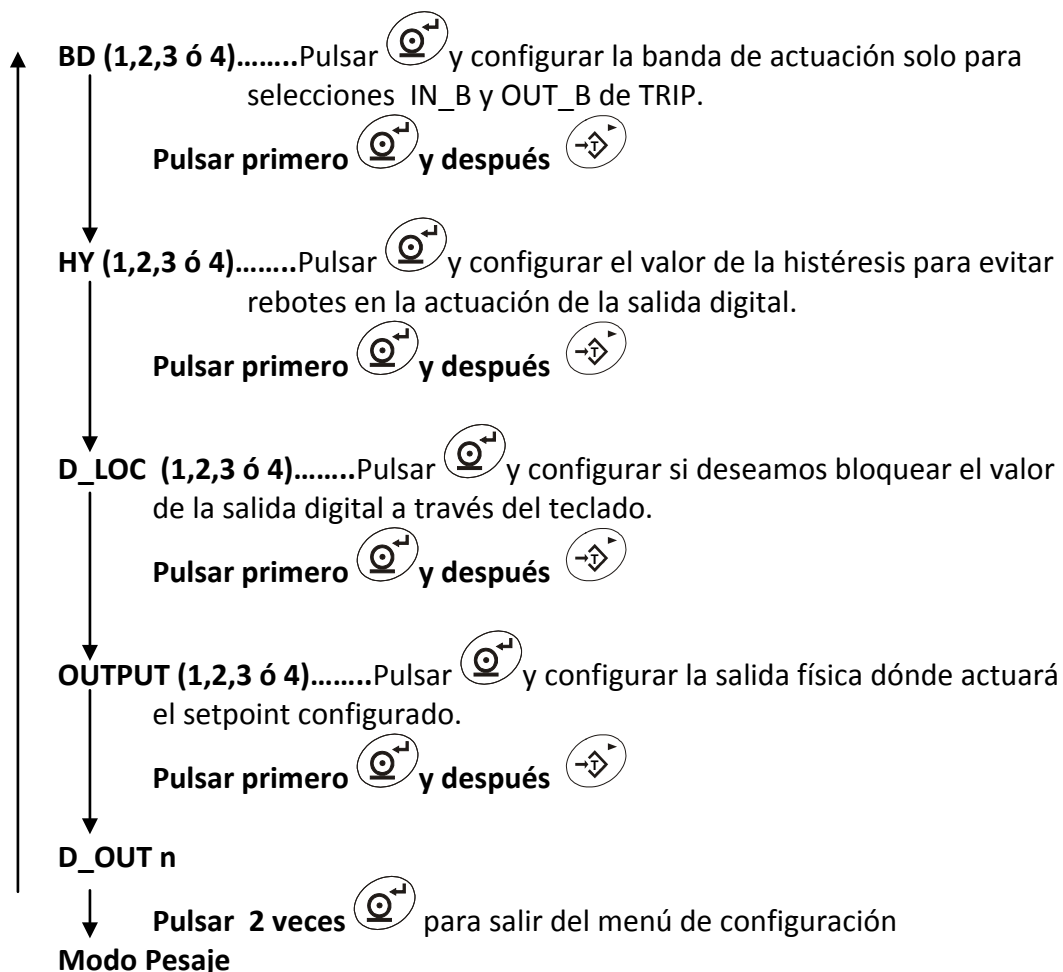 BD (1,2,3 ó 4)……..Pulsar y configurar la banda de actuación solo para
selecciones IN_B y OUT_B de TRIP.
Pulsar primero y después →T
HY (1,2,3 ó 4)……..Pulsar y configurar el valor de la histéresis para evitar
rebotes en la actuación de la salida digital.
Pulsar primero y después →T
D_LOC (1,2,3 ó 4)……..Pulsar y configurar si deseamos bloquear el valor
de la salida digital a través del teclado.
Pulsar primero y después →T
OUTPUT (1,2,3 ó 4)……..Pulsar y configurar la salida física dónde actuará
el setpoint configurado.
Pulsar primero y después →T
D_OUT n
Pulsar 2 veces para salir del menú de configuración
Modo Pesaje